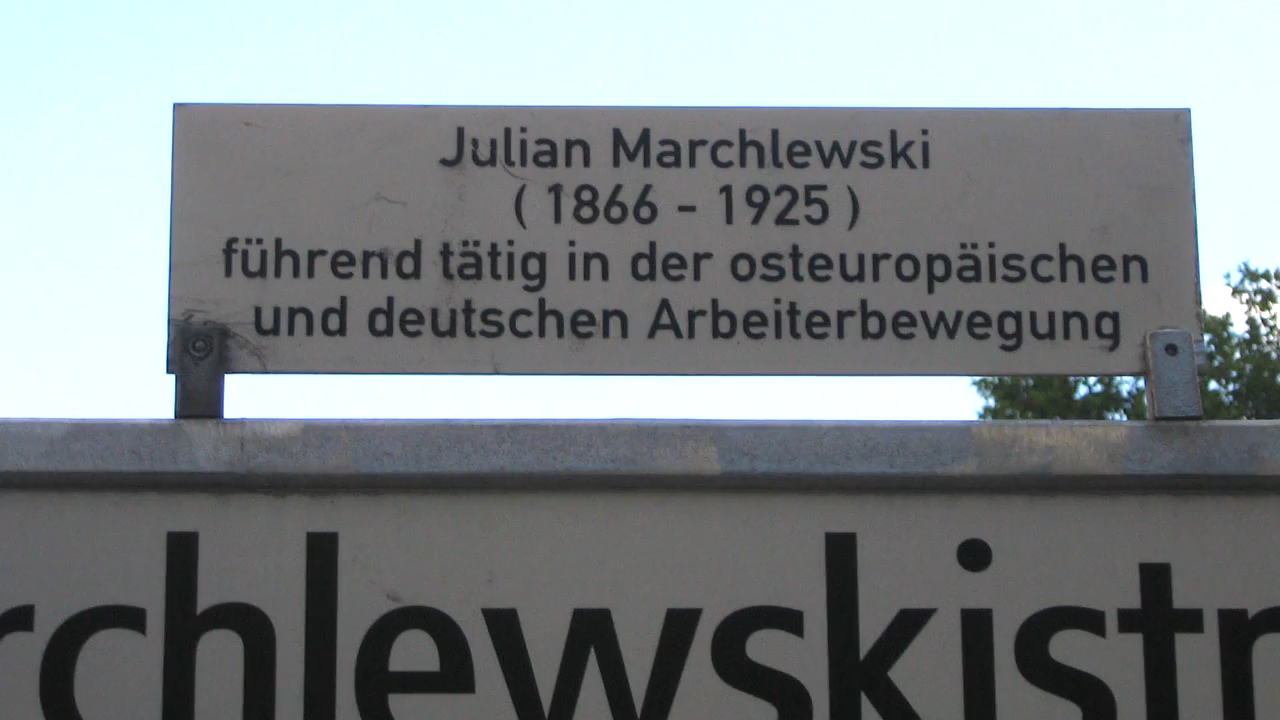 Julian Marchlewski
( 1866 - 1925 )
führend tätig in der osteuropäischen
und deutschen Arbeiterbewegung
rchlewskistr